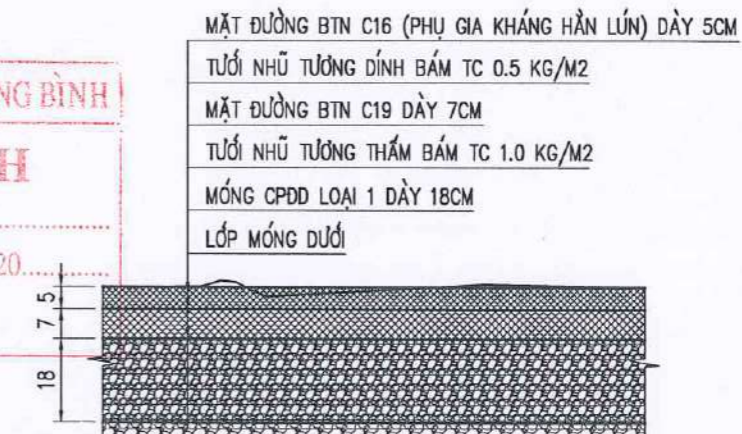 MẶT ĐƯỜNG BTN C16 (PHỤ GIA KHÁNG HẰN LÚN) DÀY 5CM
TƯỚI NHŨ TƯƠNG DÍNH BÁM TC 0.5 KG/M2
MẶT ĐƯỜNG BTN C19 DÀY 7CM
TƯỚI NHŨ TƯƠNG THẤM BÁM TC 1.0 KG/M2
MÓNG CPDD LOẠI 1 DÀY 18CM
LỚP MÓNG DƯỚI
NG BÌNH
H
20
5
7
18